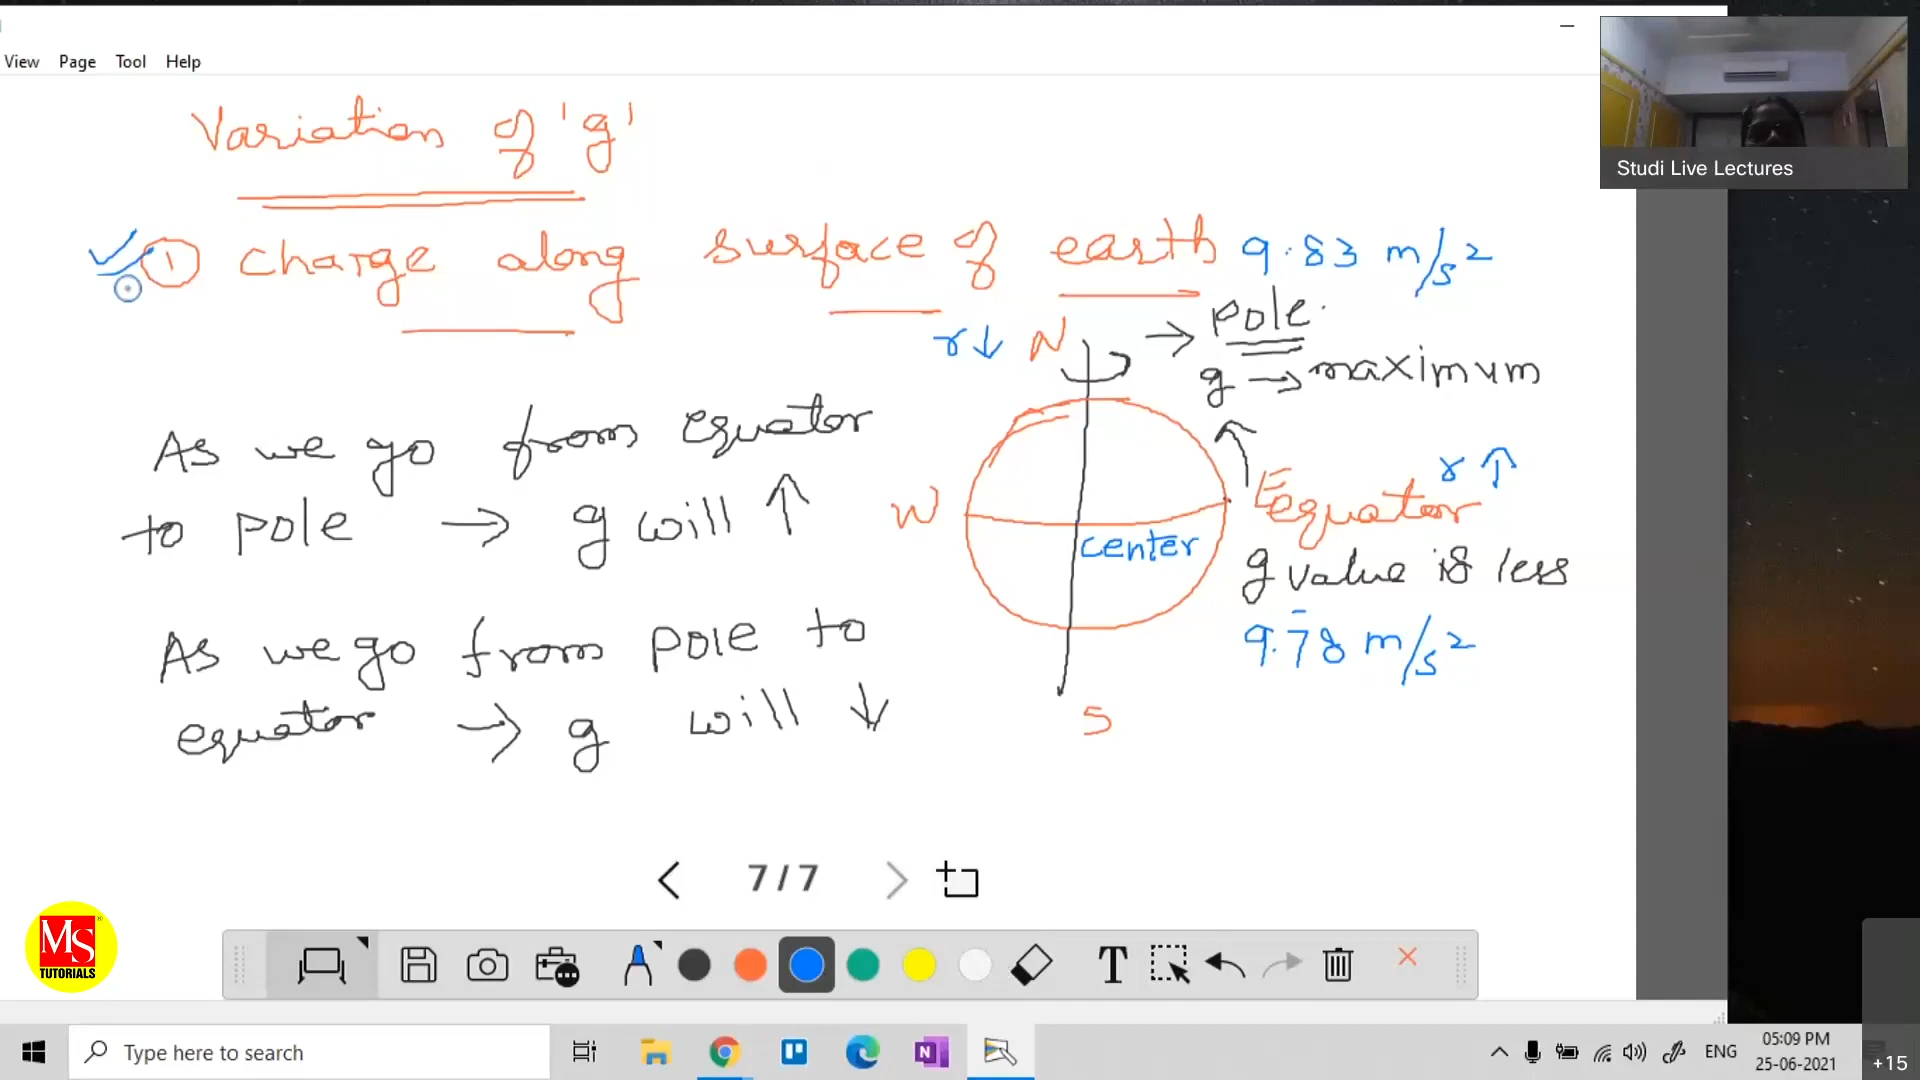 View Page Tool Help
Studi Live Lectures
Variation of 'g'
1 change along surface of earth
9.83 m/s²
r↓ N → pole.
g → maximum
As we go from equator
to pole → g will ↑
W
center
r ↑
E
equator
g value is less
9.78 m/s²
As we go from pole to
equator → g will ↓
S
7 / 7
MS
TUTORIALS
T
Type here to search
N
ENG
05:09 PM
25-06-2021
+15